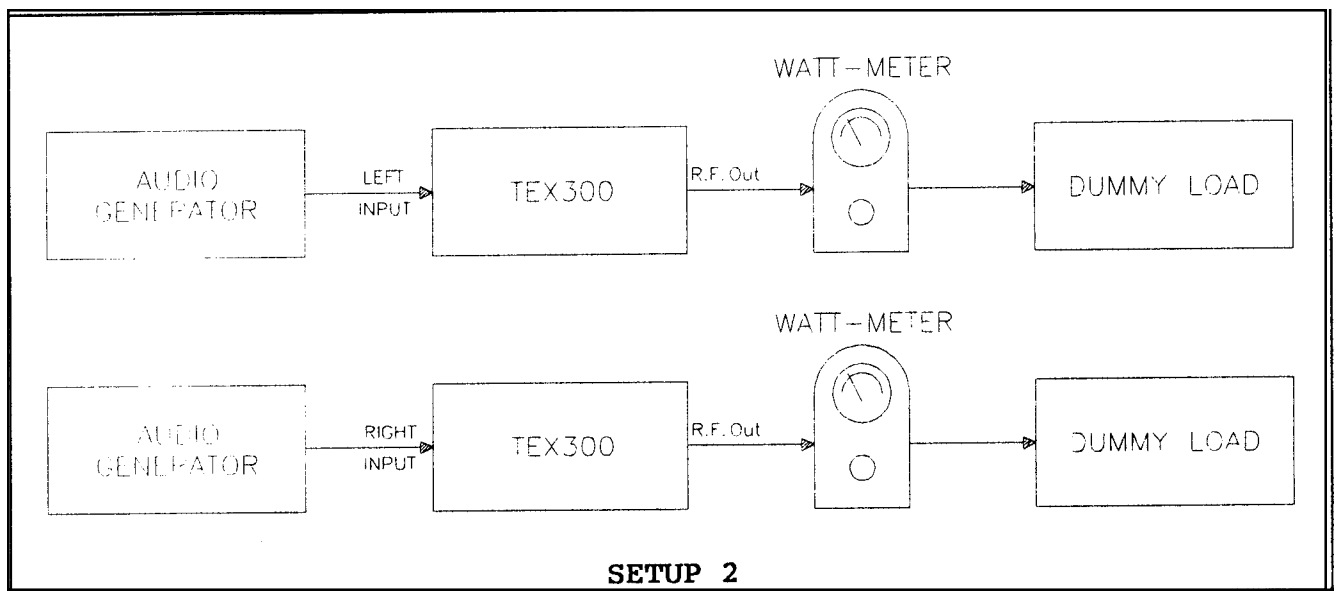 WATT-METER
AUDIO
GENERATOR
LEFT
INPUT
TEX300
R.F. Out
DUMMY LOAD
WATT-METER
AUDIO
GENERATOR
RIGHT
INPUT
TEX300
R.F. Out
DUMMY LOAD
SETUP 2